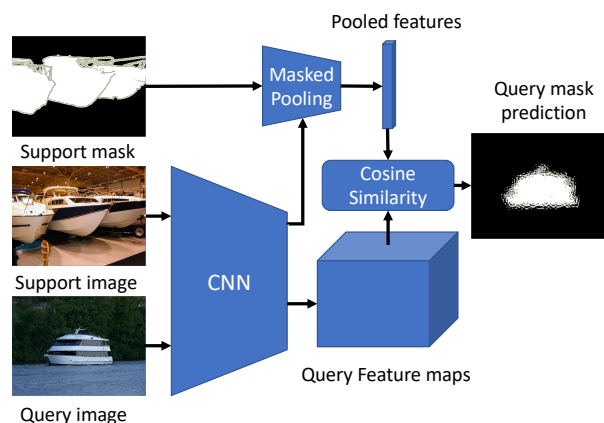 Pooled features
Masked
Pooling
Query mask
prediction
Support mask
Cosine
Similarity
Support image
CNN
Query Feature maps
Query image